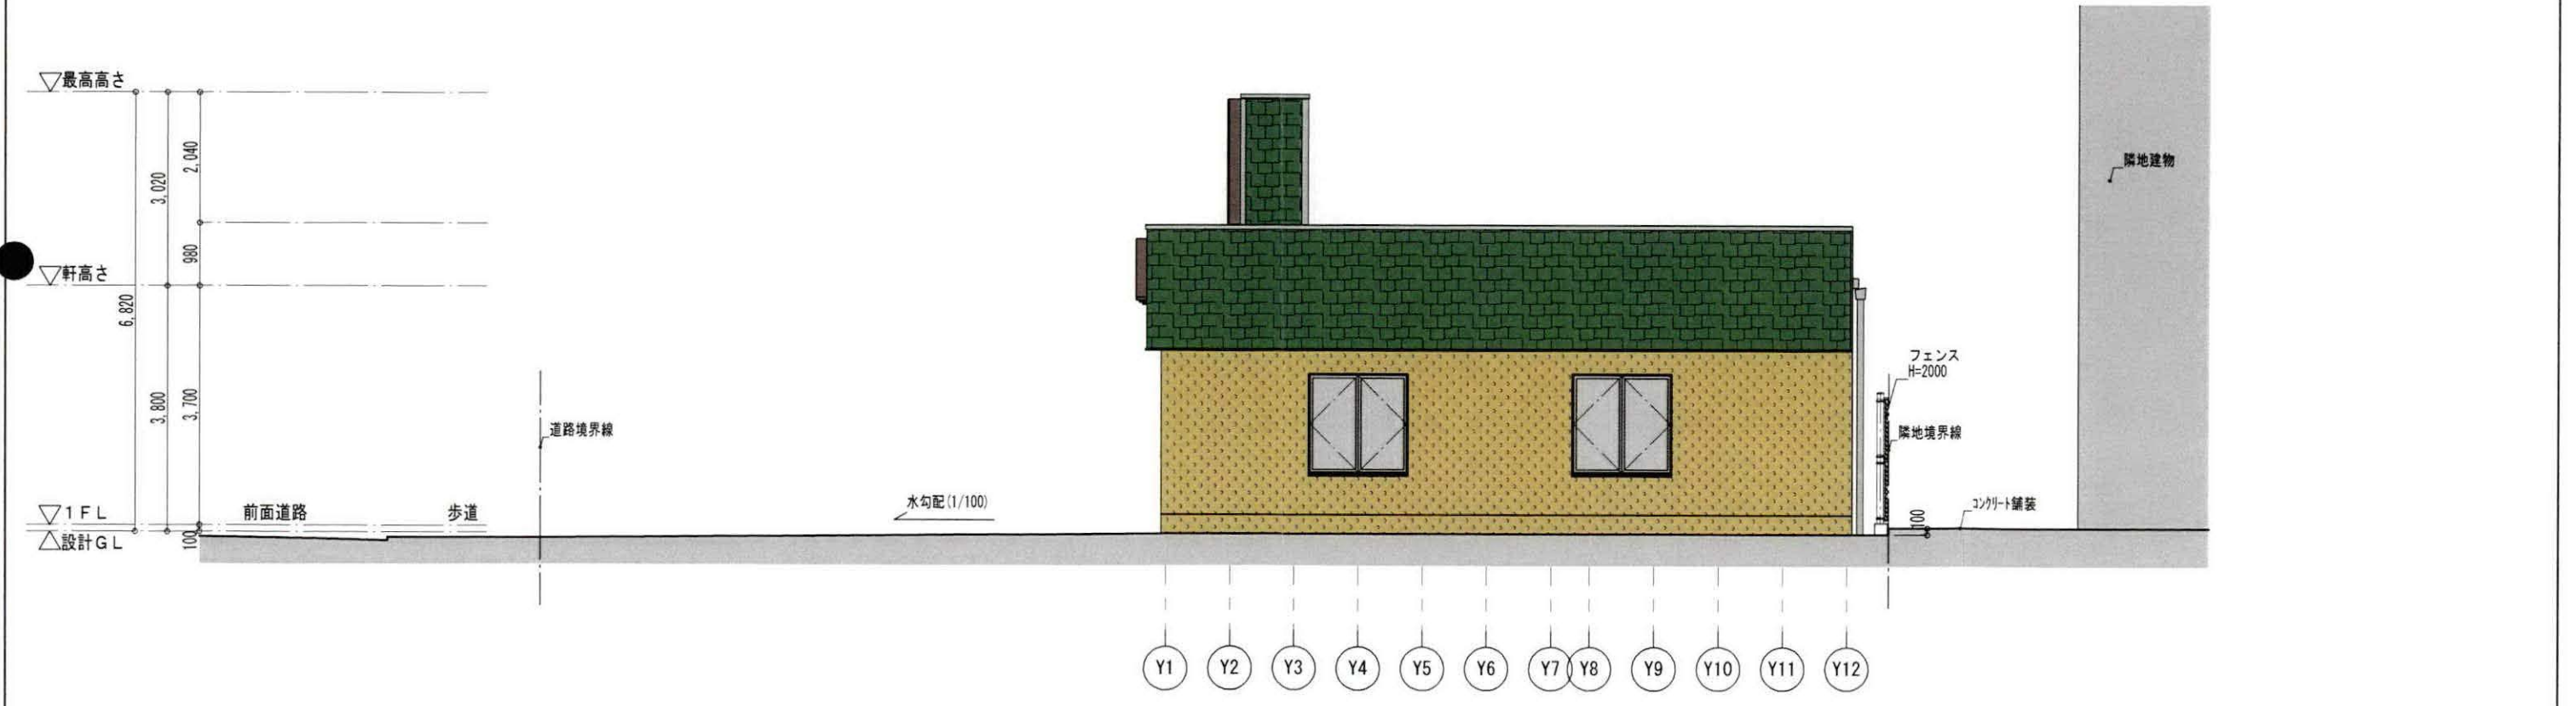 ▽最高高さ
2,040
3,020
980
▽軒高さ
6,820
3,800
3,700
▽1FL
△設計GL
100
前面道路
歩道
道路境界線
水勾配(1/100)
隣地建物
フェンス
H=2000
隣地境界線
コンクリート舗装
100
Y1 Y2 Y3 Y4 Y5 Y6 Y7 Y8 Y9 Y10 Y11 Y12